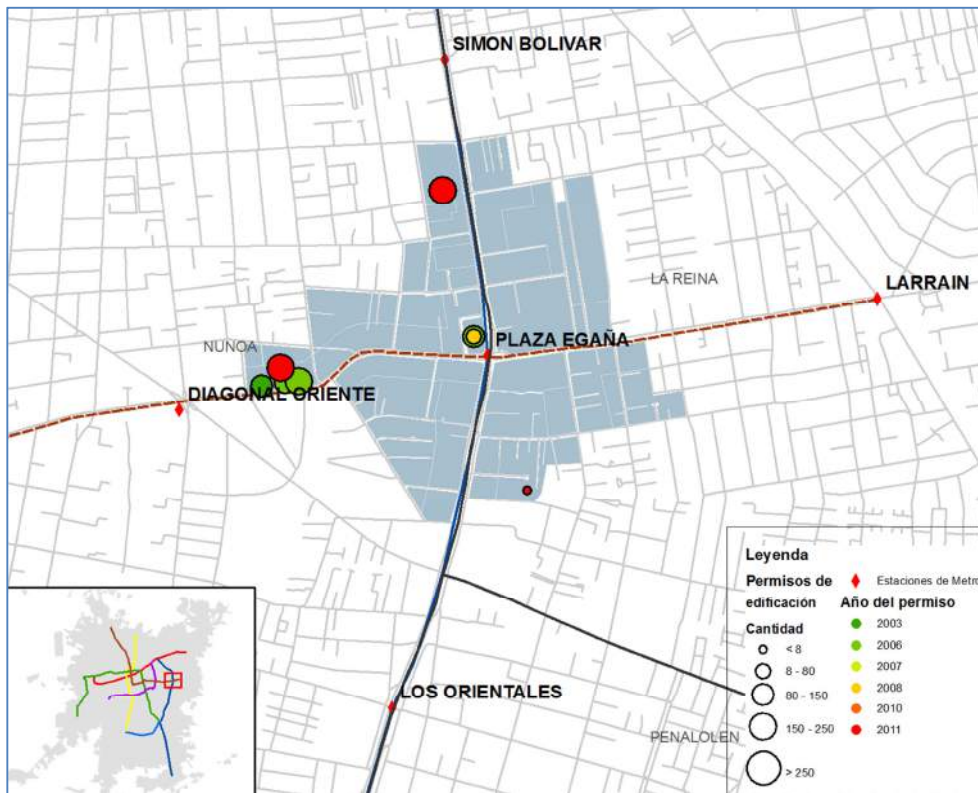 SIMON BOLIVAR
LA REINA
LARRAIN
PLAZA EGAÑA
NUNOA
DIAGONAL ORIENTE
LOS ORIENTALES
PENALOLEN
Leyenda
Permisos de edificación
Cantidad
< 8
8 - 80
80 - 150
150 - 250
> 250
Estaciones de Metro
Año del permiso
2003
2006
2007
2008
2010
2011